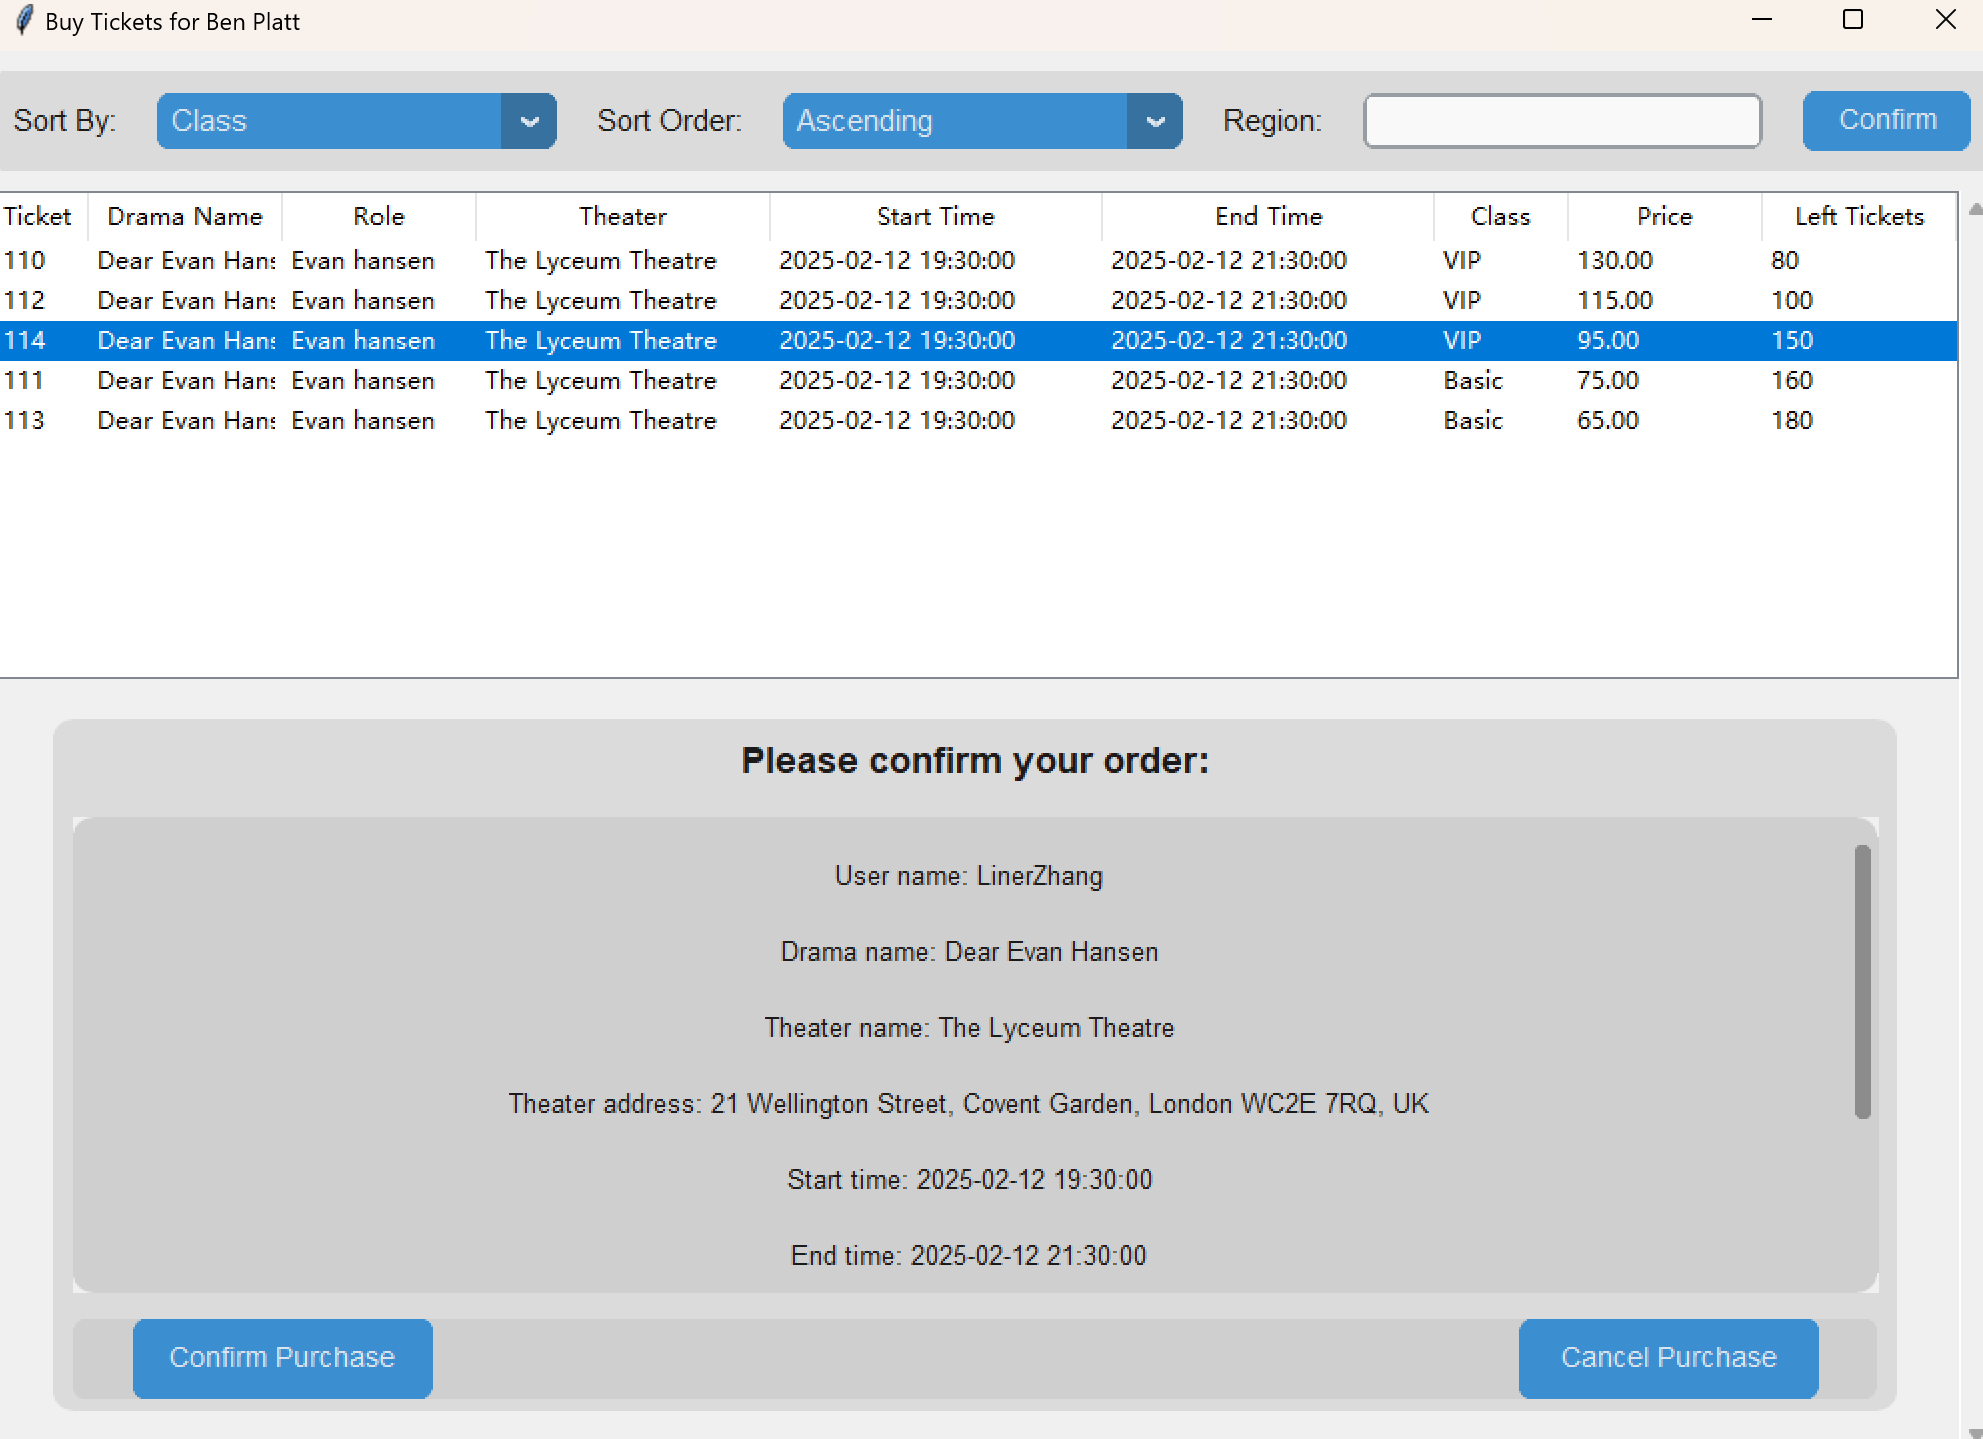 Buy Tickets for Ben Platt
Sort By: Class Sort Order: Ascending Region: Confirm
Ticket Drama Name Role Theater Start Time End Time Class Price Left Tickets
110 Dear Evan Hans Evan hansen The Lyceum Theatre 2025-02-12 19:30:00 2025-02-12 21:30:00 VIP 130.00 80
112 Dear Evan Hans Evan hansen The Lyceum Theatre 2025-02-12 19:30:00 2025-02-12 21:30:00 VIP 115.00 100
114 Dear Evan Hans Evan hansen The Lyceum Theatre 2025-02-12 19:30:00 2025-02-12 21:30:00 VIP 95.00 150
111 Dear Evan Hans Evan hansen The Lyceum Theatre 2025-02-12 19:30:00 2025-02-12 21:30:00 Basic 75.00 160
113 Dear Evan Hans Evan hansen The Lyceum Theatre 2025-02-12 19:30:00 2025-02-12 21:30:00 Basic 65.00 180
Please confirm your order:
User name: LinerZhang
Drama name: Dear Evan Hansen
Theater name: The Lyceum Theatre
Theater address: 21 Wellington Street, Covent Garden, London WC2E 7RQ, UK
Start time: 2025-02-12 19:30:00
End time: 2025-02-12 21:30:00
Confirm Purchase Cancel Purchase